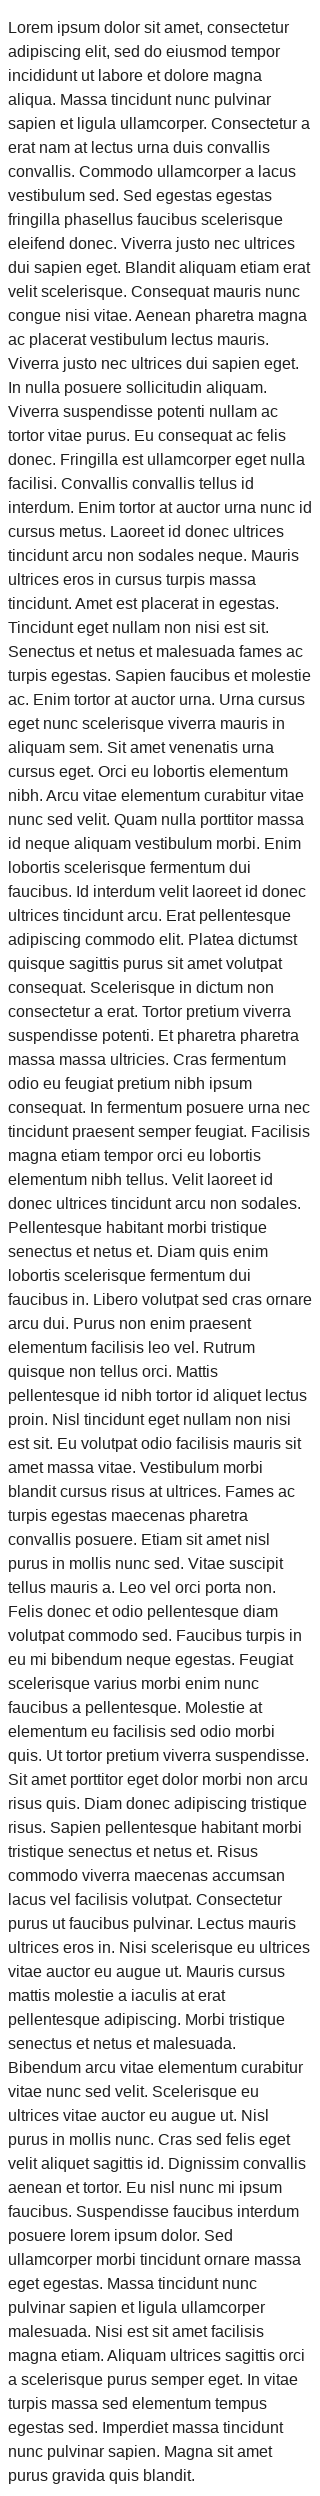 Lorem ipsum dolor sit amet, consectetur
adipiscing elit, sed do eiusmod tempor
incididunt ut labore et dolore magna
aliqua. Massa tincidunt nunc pulvinar
sapien et ligula ullamcorper. Consectetur a
erat nam at lectus urna duis convallis
convallis. Commodo ullamcorper a lacus
vestibulum sed. Sed egestas egestas
fringilla phasellus faucibus scelerisque
eleifend donec. Viverra justo nec ultrices
dui sapien eget. Blandit aliquam etiam erat
velit scelerisque. Consequat mauris nunc
congue nisi vitae. Aenean pharetra magna
ac placerat vestibulum lectus mauris.
Viverra justo nec ultrices dui sapien eget.
In nulla posuere sollicitudin aliquam.
Viverra suspendisse potenti nullam ac
tortor vitae purus. Eu consequat ac felis
donec. Fringilla est ullamcorper eget nulla
facilisi. Convallis convallis tellus id
interdum. Enim tortor at auctor urna nunc id
cursus metus. Laoreet id donec ultrices
tincidunt arcu non sodales neque. Mauris
ultrices eros in cursus turpis massa
tincidunt. Amet est placerat in egestas.
Tincidunt eget nullam non nisi est sit.
Senectus et netus et malesuada fames ac
turpis egestas. Sapien faucibus et molestie
ac. Enim tortor at auctor urna. Urna cursus
eget nunc scelerisque viverra mauris in
aliquam sem. Sit amet venenatis urna
cursus eget. Orci eu lobortis elementum
nibh. Arcu vitae elementum curabitur vitae
nunc sed velit. Quam nulla porttitor massa
id neque aliquam vestibulum morbi. Enim
lobortis scelerisque fermentum dui
faucibus. Id interdum velit laoreet id donec
ultrices tincidunt arcu. Erat pellentesque
adipiscing commodo elit. Platea dictumst
quisque sagittis purus sit amet volutpat
consequat. Scelerisque in dictum non
consectetur a erat. Tortor pretium viverra
suspendisse potenti. Et pharetra pharetra
massa massa ultricies. Cras fermentum
odio eu feugiat pretium nibh ipsum
consequat. In fermentum posuere urna nec
tincidunt praesent semper feugiat. Facilisis
magna etiam tempor orci eu lobortis
elementum nibh tellus. Velit laoreet id
donec ultrices tincidunt arcu non sodales.
Pellentesque habitant morbi tristique
senectus et netus et. Diam quis enim
lobortis scelerisque fermentum dui
faucibus in. Libero volutpat sed cras ornare
arcu dui. Purus non enim praesent
elementum facilisis leo vel. Rutrum
quisque non tellus orci. Mattis
pellentesque id nibh tortor id aliquet lectus
proin. Nisl tincidunt eget nullam non nisi
est sit. Eu volutpat odio facilisis mauris sit
amet massa vitae. Vestibulum morbi
blandit cursus risus at ultrices. Fames ac
turpis egestas maecenas pharetra
convallis posuere. Etiam sit amet nisl
purus in mollis nunc sed. Vitae suscipit
tellus mauris a. Leo vel orci porta non.
Felis donec et odio pellentesque diam
volutpat commodo sed. Faucibus turpis in
eu mi bibendum neque egestas. Feugiat
scelerisque varius morbi enim nunc
faucibus a pellentesque. Molestie at
elementum eu facilisis sed odio morbi
quis. Ut tortor pretium viverra suspendisse.
Sit amet porttitor eget dolor morbi non arcu
risus quis. Diam donec adipiscing tristique
risus. Sapien pellentesque habitant morbi
tristique senectus et netus et. Risus
commodo viverra maecenas accumsan
lacus vel facilisis volutpat. Consectetur
purus ut faucibus pulvinar. Lectus mauris
ultrices eros in. Nisi scelerisque eu ultrices
vitae auctor eu augue ut. Mauris cursus
mattis molestie a iaculis at erat
pellentesque adipiscing. Morbi tristique
senectus et netus et malesuada.
Bibendum arcu vitae elementum curabitur
vitae nunc sed velit. Scelerisque eu
ultrices vitae auctor eu augue ut. Nisl
purus in mollis nunc. Cras sed felis eget
velit aliquet sagittis id. Dignissim convallis
aenean et tortor. Eu nisl nunc mi ipsum
faucibus. Suspendisse faucibus interdum
posuere lorem ipsum dolor. Sed
ullamcorper morbi tincidunt ornare massa
eget egestas. Massa tincidunt nunc
pulvinar sapien et ligula ullamcorper
malesuada. Nisi est sit amet facilisis
magna etiam. Aliquam ultrices sagittis orci
a scelerisque purus semper eget. In vitae
turpis massa sed elementum tempus
egestas sed. Imperdiet massa tincidunt
nunc pulvinar sapien. Magna sit amet
purus gravida quis blandit.